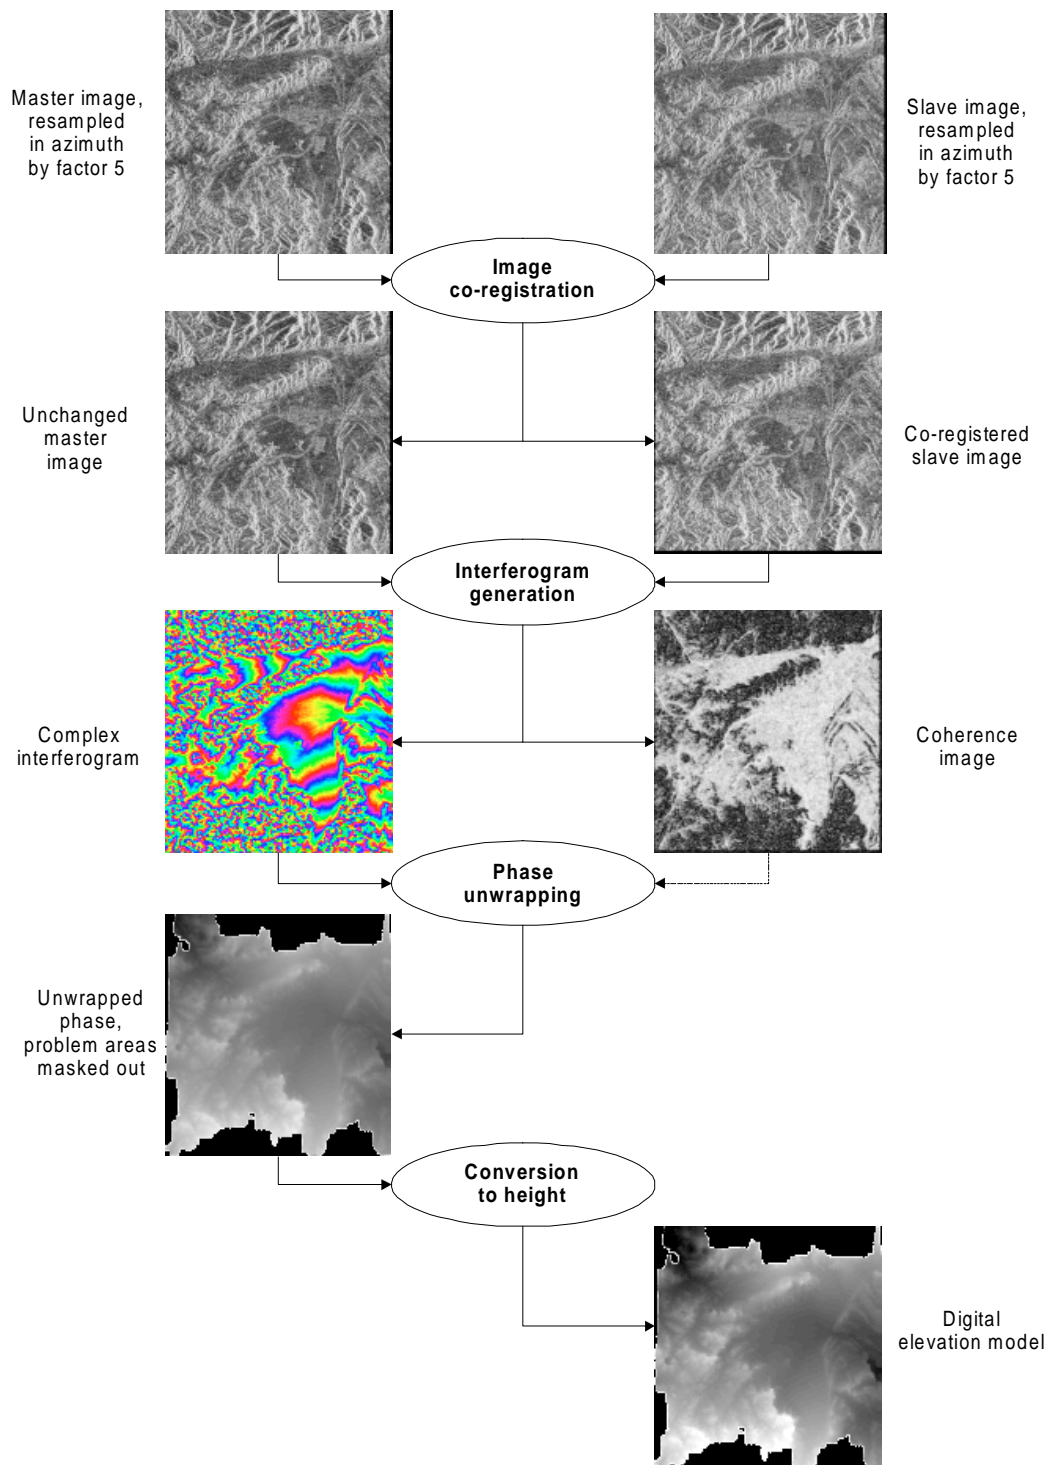 Master image,
resampled
in azimuth
by factor 5
Slave image,
resampled
in azimuth
by factor 5
Image
co-registration
Unchanged
master
image
Co-registered
slave image
Interferogram
generation
Complex
interferogram
Coherence
image
Phase
unwrapping
Unwrapped
phase,
problem areas
masked out
Conversion
to height
Digital
elevation model